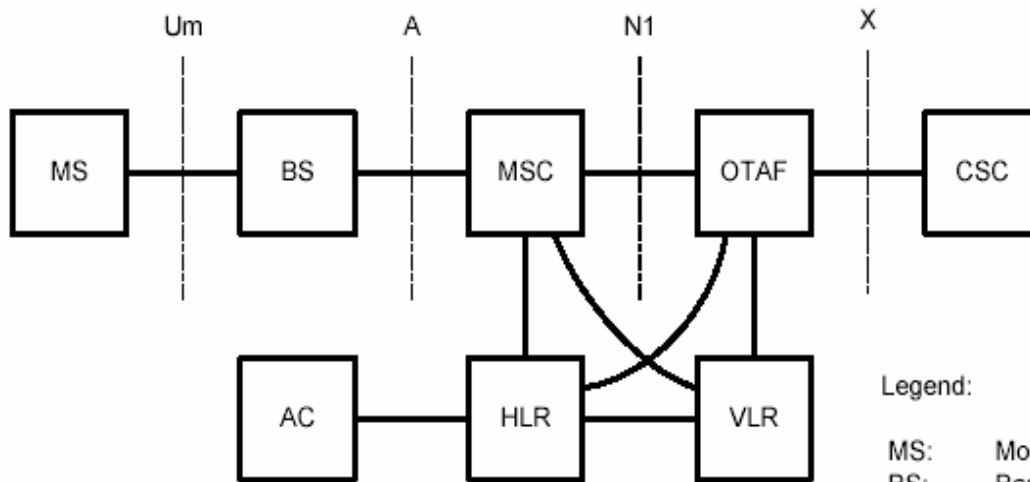 Um A N1 X
MS BS MSC OTAF CSC
AC HLR VLR
Legend:
MS: